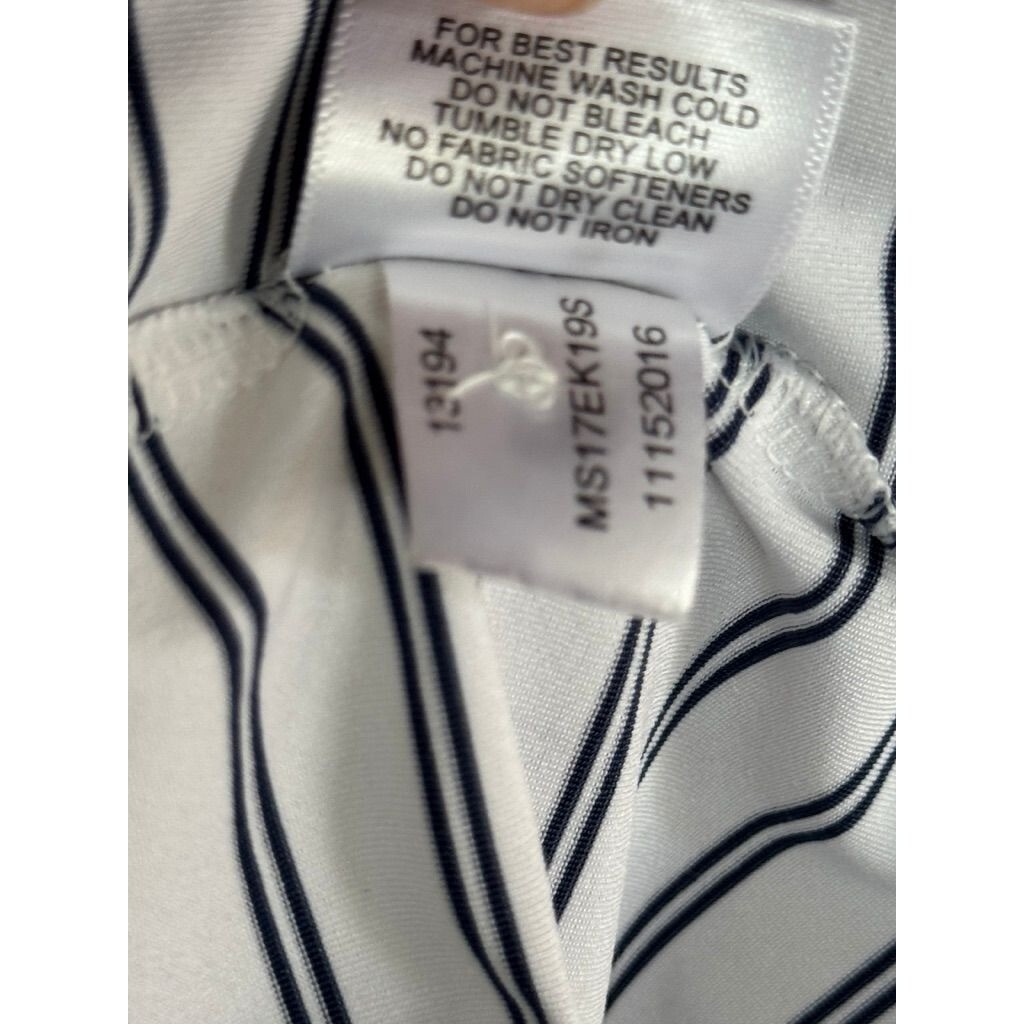 FOR BEST RESULTS
MACHINE WASH COLD
DO NOT BLEACH
TUMBLE DRY LOW
NO FABRIC SOFTENERS
DO NOT DRY CLEAN
DO NOT IRON
13194
MS17EK19S
11152016